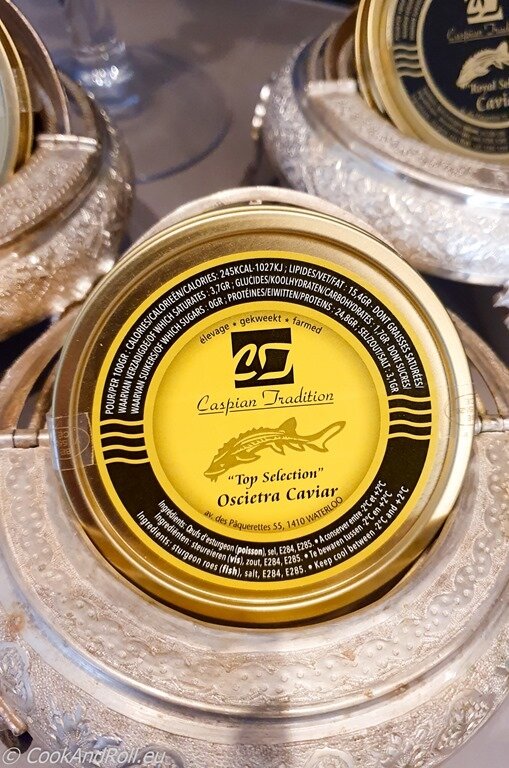 Caspian Tradition
"Royal Sel
Cavia
POUR/PER 100GR : CALORIES/CALORIEËN/CALORIES: 245KCAL-1027KJ ; LIPIDES/VET/FAT : 15.4GR : DONT GRAISSES SATURÉES/
WAARVAN VERZADIGD/OF WHICH SATURATES : 3.7GR ; GLUCIDES/KOOLHYDRATEN/CARBOHYDRATES : 1.7GR : DONT SUCRES
WAARVAN SUIKERS/OF WHICH SUGARS : 0GR ; PROTÉINES/EIWITTEN/PROTEINS : 24.8GR ; SEL/ZOUT/SALT : 3.1GR
élevage • gekweekt • farmed
CT
Caspian Tradition
"Top Selection"
Oscietra Caviar
av. des Pâquerettes 55, 1410 WATERLOO
Ingrédients: Oeufs d'esturgeon (poisson), sel, E284, E285. • A conserver entre -2°C et +2°C
Ingrediënten: steureieren (vis), zout, E284, E285. • Te bewaren tussen -2°C en +2°C
Ingredients: sturgeon roes (fish), salt, E284, E285. • Keep cool between -2°C and +2°C
© CookAndRoll.eu